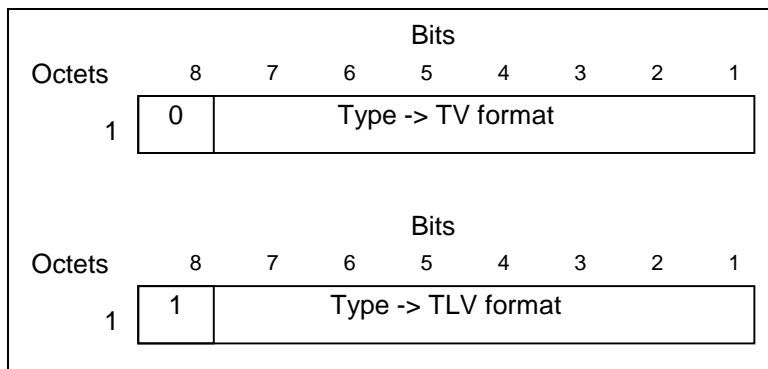 Bits
Octets 8 7 6 5 4 3 2 1
1 0 Type -> TV format
Bits
Octets 8 7 6 5 4 3 2 1
1 1 Type -> TLV format